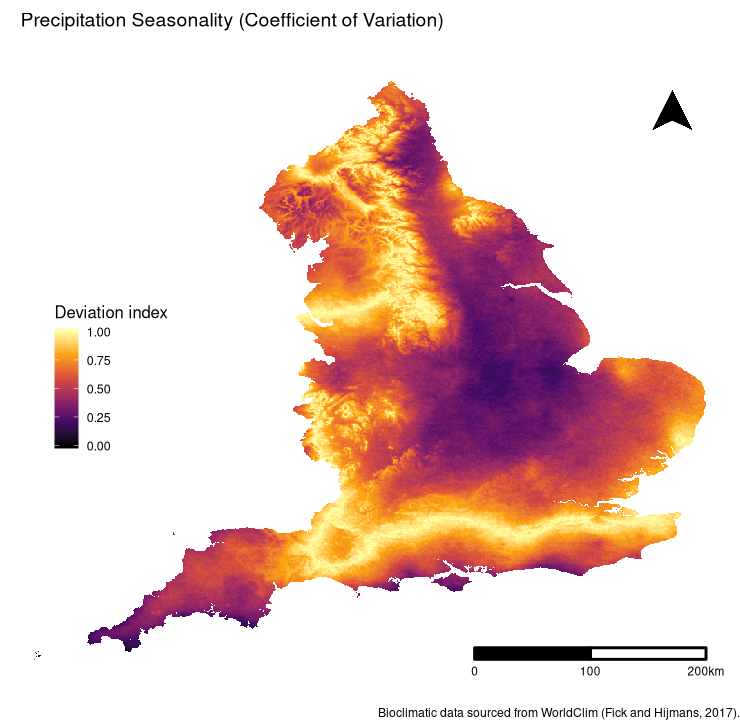 Precipitation Seasonality (Coefficient of Variation)
Deviation index
1.00
0.75
0.50
0.25
0.00
0 100 200km
Bioclimatic data sourced from WorldClim (Fick and Hijmans, 2017).